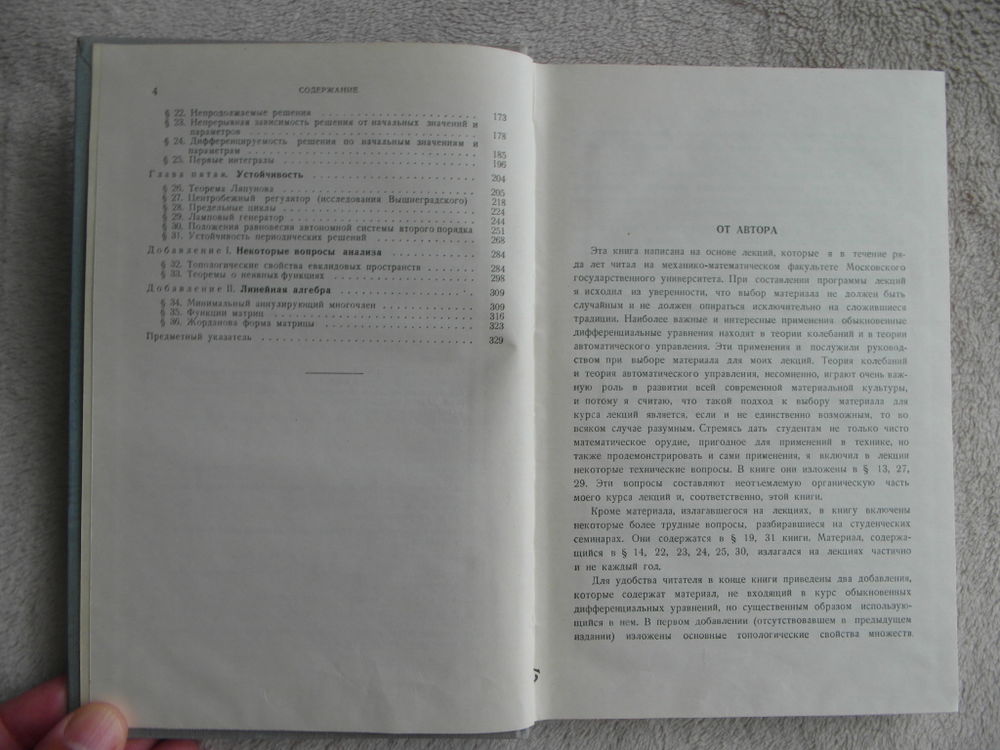 4
СОДЕРЖАНИЕ
§ 22. Непродолжаемые решения . . . . . . . . . . . . . . . 173
§ 23. Непрерывная зависимость решения от начальных значений и
параметров . . . . . . . . . . . . . . . . . . . . 178
§ 24. Дифференцируемость решения по начальным значениям и
параметрам . . . . . . . . . . . . . . . . . . . . 185
§ 25. Первые интегралы . . . . . . . . . . . . . . . . . . 196
Глава пятая. Устойчивость . . . . . . . . . . . . . . . 204
§ 26. Теорема Ляпунова . . . . . . . . . . . . . . . . . . 205
§ 27. Центробежный регулятор (исследования Вышнеградского) 218
§ 28. Предельные циклы . . . . . . . . . . . . . . . . . . 224
§ 29. Ламповый генератор . . . . . . . . . . . . . . . . . 244
§ 30. Положения равновесия автономной системы второго порядка 251
§ 31. Устойчивость периодических решений . . . . . . . . . 268
Добавление I. Некоторые вопросы анализа . . . . . . . . 284
§ 32. Топологические свойства евклидовых пространств . . . 284
§ 33. Теоремы о неявных функциях . . . . . . . . . . . . . 298
Добавление II. Линейная алгебра . . . . . . . . . . . . 309
§ 34. Минимальный аннулирующий многочлен . . . . . . . . . 309
§ 35. Функции матриц . . . . . . . . . . . . . . . . . . . 316
§ 36. Жорданова форма матрицы . . . . . . . . . . . . . . 323
Предметный указатель . . . . . . . . . . . . . . . . . . 329
ОТ АВТОРА
Эта книга написана на основе лекций, которые я в течение ря-
да лет читал на механико-математическом факультете Московского
государственного университета. При составлении программы лекций
я исходил из уверенности, что выбор материала не должен быть
случайным и не должен опираться исключительно на сложившиеся
традиции. Наиболее важные и интересные применения обыкновенные
дифференциальные уравнения находят в теории колебаний и в теории
автоматического управления. Эти применения и послужили руковод-
ством при выборе материала для моих лекций. Теория колебаний
и теория автоматического управления, несомненно, играют очень важ-
ную роль в развитии всей современной материальной культуры,
и потому я считаю, что такой подход к выбору материала для
курса лекций является, если и не единственно возможным, то во
всяком случае разумным. Стремясь дать студентам не только чисто
математическое орудие, пригодное для применений в технике, но
также продемонстрировать и сами применения, я включил в лекции
некоторые технические вопросы. В книге они изложены в § 13, 27,
29. Эти вопросы составляют неотъемлемую органическую часть
моего курса лекций и, соответственно, этой книги.
Кроме материала, излагавшегося на лекциях, в книгу включены
некоторые более трудные вопросы, разбиравшиеся на студенческих
семинарах. Они содержатся в § 19, 31 книги. Материал, содержа-
щийся в § 14, 22, 23, 24, 25, 30, излагался на лекциях частично
и не каждый год.
Для удобства читателя в конце книги приведены два добавления,
которые содержат материал, не входящий в курс обыкновенных
дифференциальных уравнений, но существенным образом использую-
щийся в нем. В первом добавлении (отсутствовавшем в предыдущем
издании) изложены основные топологические свойства множеств,